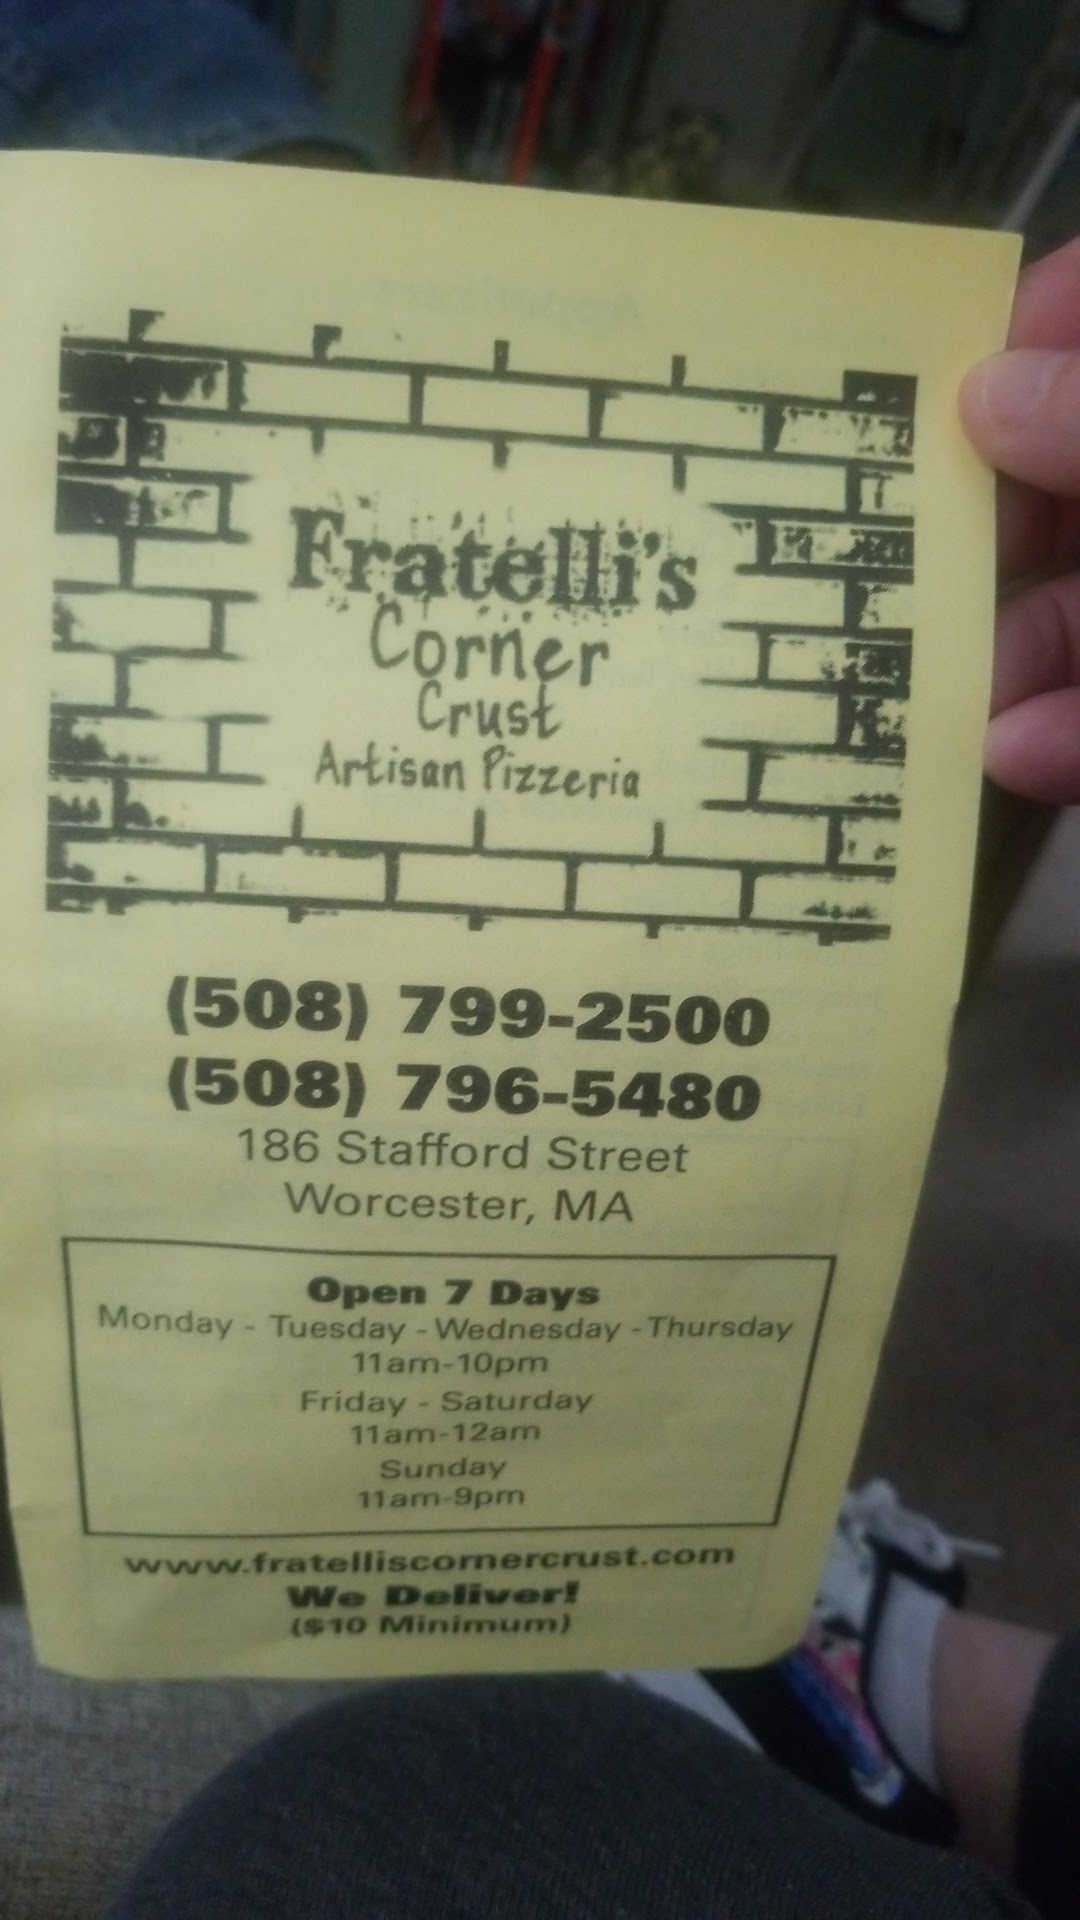 Fratelli's
Corner
Crust
Artisan Pizzeria
(508) 799-2500
(508) 796-5480
186 Stafford Street
Worcester, MA
Open 7 Days
Monday - Tuesday - Wednesday - Thursday
11am-10pm
Friday - Saturday
11am-12am
Sunday
11am-9pm
www.fratelliscornercrust.com
We Deliver!
($10 Minimum)